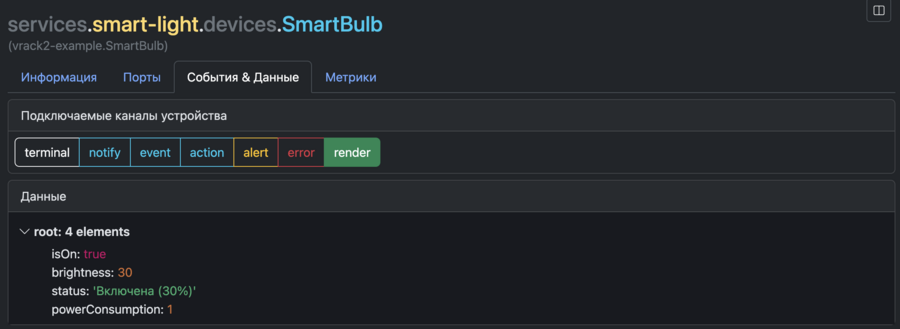 services.smart-light.devices.SmartBulb
(vrack2-example.SmartBulb)
Информация Порты События & Данные Метрики
Подключаемые каналы устройства
terminal notify event action alert error render
Данные
root: 4 elements
isOn: true
brightness: 30
status: 'Включена (30%)'
powerConsumption: 1